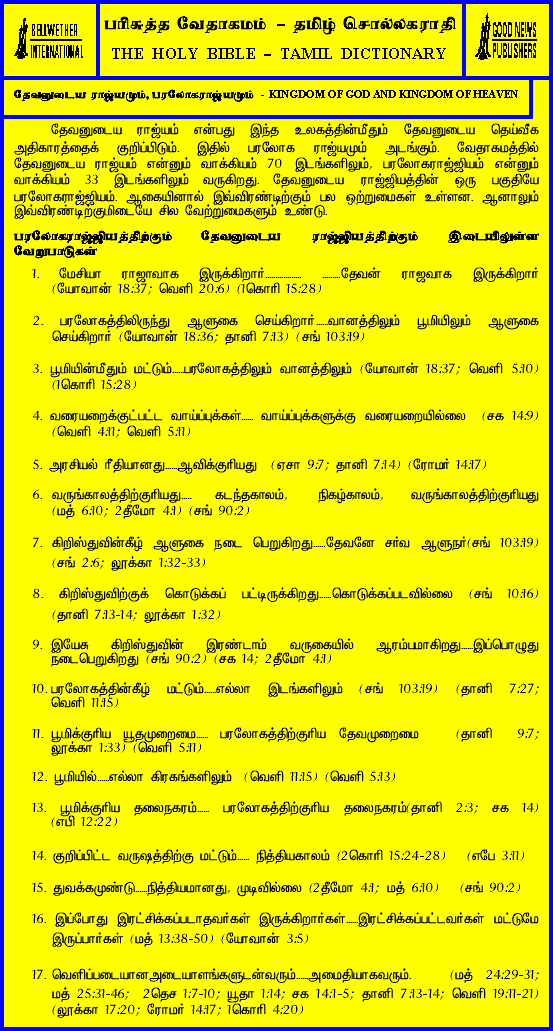 BELLWETHER
INTERNATIONAL
பரிசுத்த வேதாகமம் – தமிழ் சொல்லகராதி
THE HOLY BIBLE – TAMIL DICTIONARY
GOOD NEWS
PUBLISHERS
தேவனுடைய ராஜ்யமும், பரலோகராஜ்யமும் - KINGDOM OF GOD AND KINGDOM OF HEAVEN
தேவனுடைய ராஜ்யம் என்பது இந்த உலகத்தின்மீதும் தேவனுடைய தெய்வீக
அதிகாரத்தைக் குறிப்பிடும். இதில் பரலோக ராஜ்யமும் அடங்கும். வேதாகமத்தில்
தேவனுடைய ராஜ்யம் என்னும் வாக்கியம் 70 இடங்களிலும், பரலோகராஜ்ஜியம் என்னும்
வாக்கியம் 33 இடங்களிலும் வருகிறது. தேவனுடைய ராஜ்ஜியத்தின் ஒரு பகுதியே
பரலோகராஜ்ஜியம். ஆகையினால் இவ்விரண்டிற்கும் பல ஒற்றுமைகள் உள்ளன. ஆனாலும்
இவ்விரண்டிற்குமிடையே சில வேற்றுமைகளும் உண்டு.
பரலோகராஜ்ஜியத்திற்கும் தேவனுடைய ராஜ்ஜியத்திற்கும் இடையிலுள்ள
வேறுபாடுகள்
1. மேசியா ராஜாவாக இருக்கிறார்................. .........தேவன் ராஜவாக இருக்கிறார்
(யோவான் 18:37; வெளி 20:6) (1கொரி 15:28)
2. பரலோகத்திலிருந்து ஆளுகை செய்கிறார்......வானத்திலும் பூமியிலும் ஆளுகை
செய்கிறார் (யோவான் 18:36; தானி 7:13) (சங் 103:19)
3. பூமியின்மீதும் மட்டும்......பரலோகத்திலும் வானத்திலும் (யோவான் 18:37; வெளி 5:10)
(1கொரி 15:28)
4. வரையறைக்குட்பட்ட வாய்ப்புக்கள்...... வாய்ப்புக்களுக்கு வரையறையில்லை (சக 14:9)
(வெளி 4:11; வெளி 5:11)
5. அரசியல் ரீதியானது......ஆவிக்குரியது (ஏசா 9:7; தானி 7:14) (ரோமர் 14:17)
6. வருங்காலத்திற்குரியது...... கடந்தகாலம், நிகழ்காலம், வருங்காலத்திற்குரியது
(மத் 6:10; 2தீமோ 4:1) (சங் 90:2)
7. கிறிஸ்துவின்கீழ் ஆளுகை நடை பெறுகிறது......தேவனே சர்வ ஆளுநர்(சங் 103:19)
(சங் 2:6; லூக்கா 1:32-33)
8. கிறிஸ்துவிற்குக் கொடுக்கப் பட்டிருக்கிறது......கொடுக்கப்படவில்லை (சங் 10:16)
(தானி 7:13-14; லூக்கா 1:32)
9. இயேசு கிறிஸ்துவின் இரண்டாம் வருகையில் ஆரம்பமாகிறது......இப்பொழுது
நடைபெறுகிறது (சங் 90:2) (சக 14; 2தீமோ 4:1)
10. பரலோகத்தின்கீழ் மட்டும்......எல்லா இடங்களிலும் (சங் 103:19) (தானி 7:27;
வெளி 11:15)
11. பூமிக்குரிய யூதமுறைமை...... பரலோகத்திற்குரிய தேவமுறைமை (தானி 9:7;
லூக்கா 1:33) (வெளி 5:11)
12. பூமியில்......எல்லா கிரகங்களிலும் (வெளி 11:15) (வெளி 5:13)
13. பூமிக்குரிய தலைநகரம்...... பரலோகத்திற்குரிய தலைநகரம்(தானி 2:3; சக 14)
(எபி 12:22)
14. குறிப்பிட்ட வருஷத்திற்கு மட்டும்...... நித்தியகாலம் (2கொரி 15:24-28) (எபே 3:11)
15. துவக்கமுண்டு......நித்தியமானது, முடிவில்லை (2தீமோ 4:1; மத் 6:10) (சங் 90:2)
16. இப்போது இரட்சிக்கப்படாதவர்கள் இருக்கிறார்கள்......இரட்சிக்கப்பட்டவர்கள் மட்டுமே
இருப்பார்கள் (மத் 13:38-50) (யோவான் 3:5)
17. வெளிப்படையானஅடையாளங்களுடன்வரும்......அமைதியாகவரும். (மத் 24:29-31;
மத் 25:31-46; 2தெச 1:7-10; யூதா 1:14; சக 14:1-5; தானி 7:13-14; வெளி 19:11-21)
(லூக்கா 17:20; ரோமர் 14:17; 1கொரி 4:20)